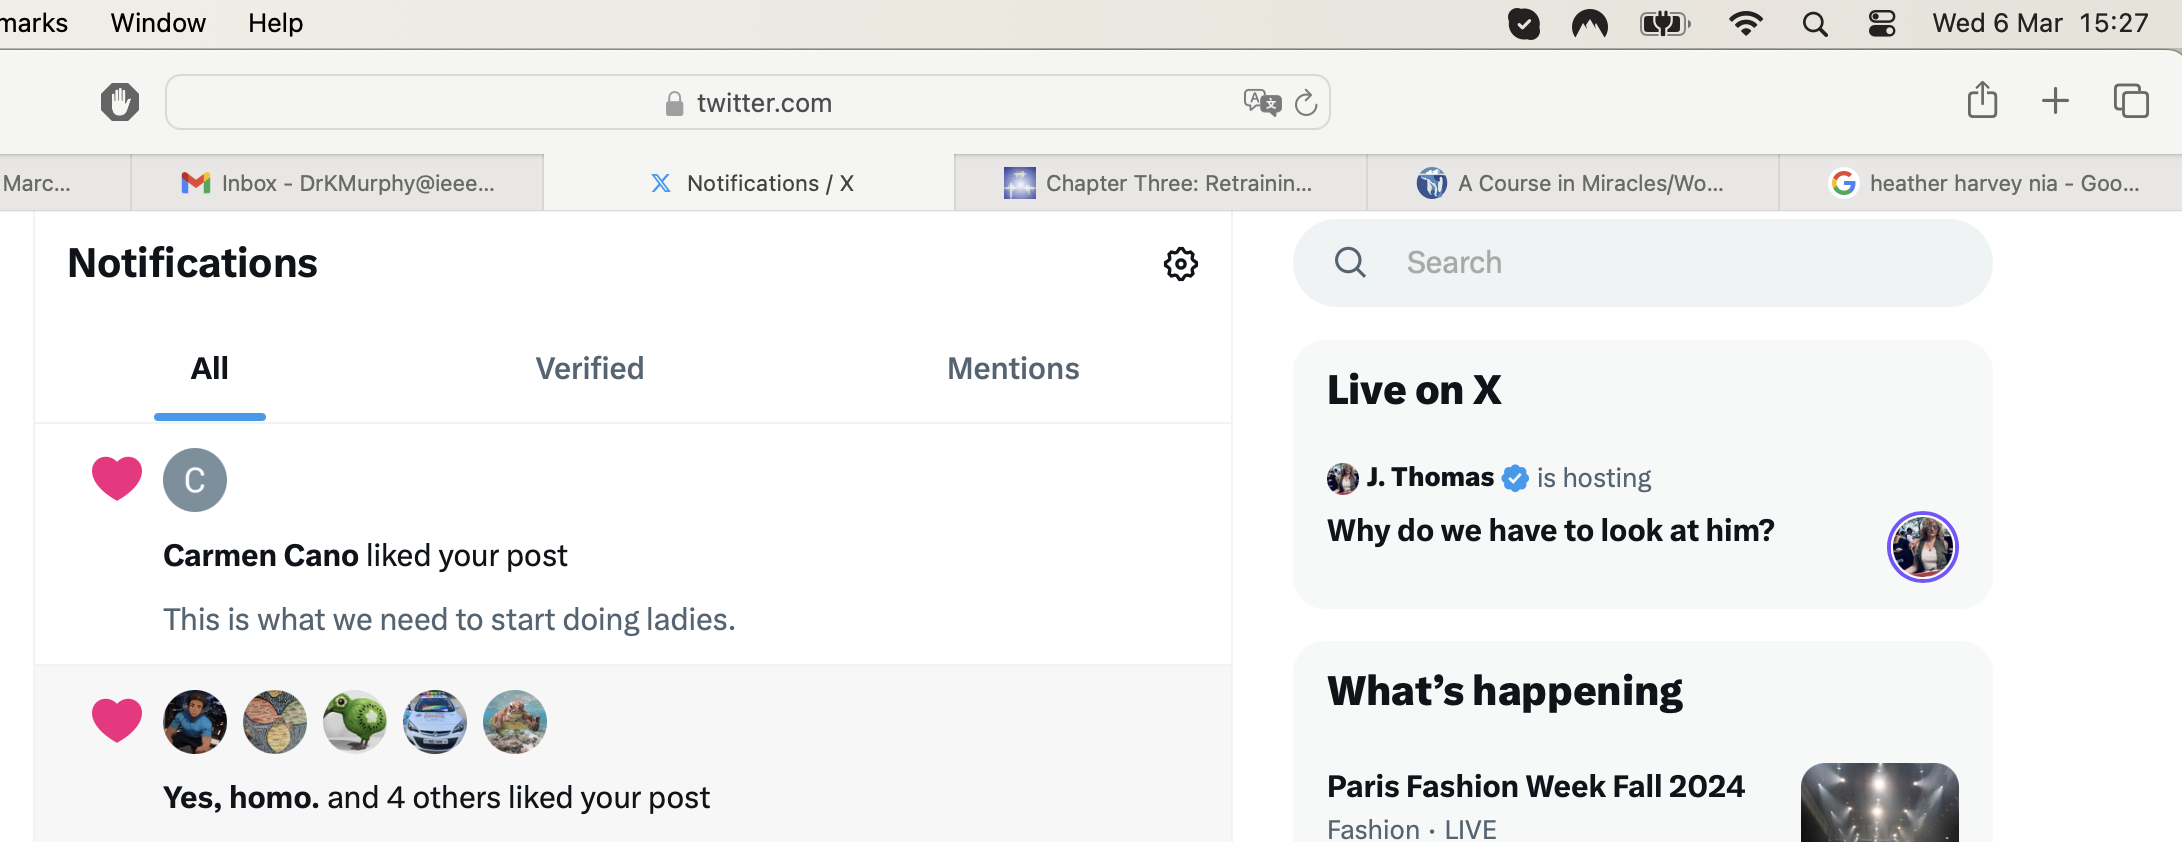 marks Window Help Wed 6 Mar 15:27
twitter.com
Marc...
Inbox - DrKMurphy@ieee...
Notifications / X
Chapter Three: Retrainin...
A Course in Miracles/Wo...
heather harvey nia - Goo...
Notifications
All Verified Mentions
C
Carmen Cano liked your post
This is what we need to start doing ladies.
Yes, homo. and 4 others liked your post
Search
Live on X
J. Thomas is hosting
Why do we have to look at him?
What's happening
Paris Fashion Week Fall 2024
Fashion · LIVE